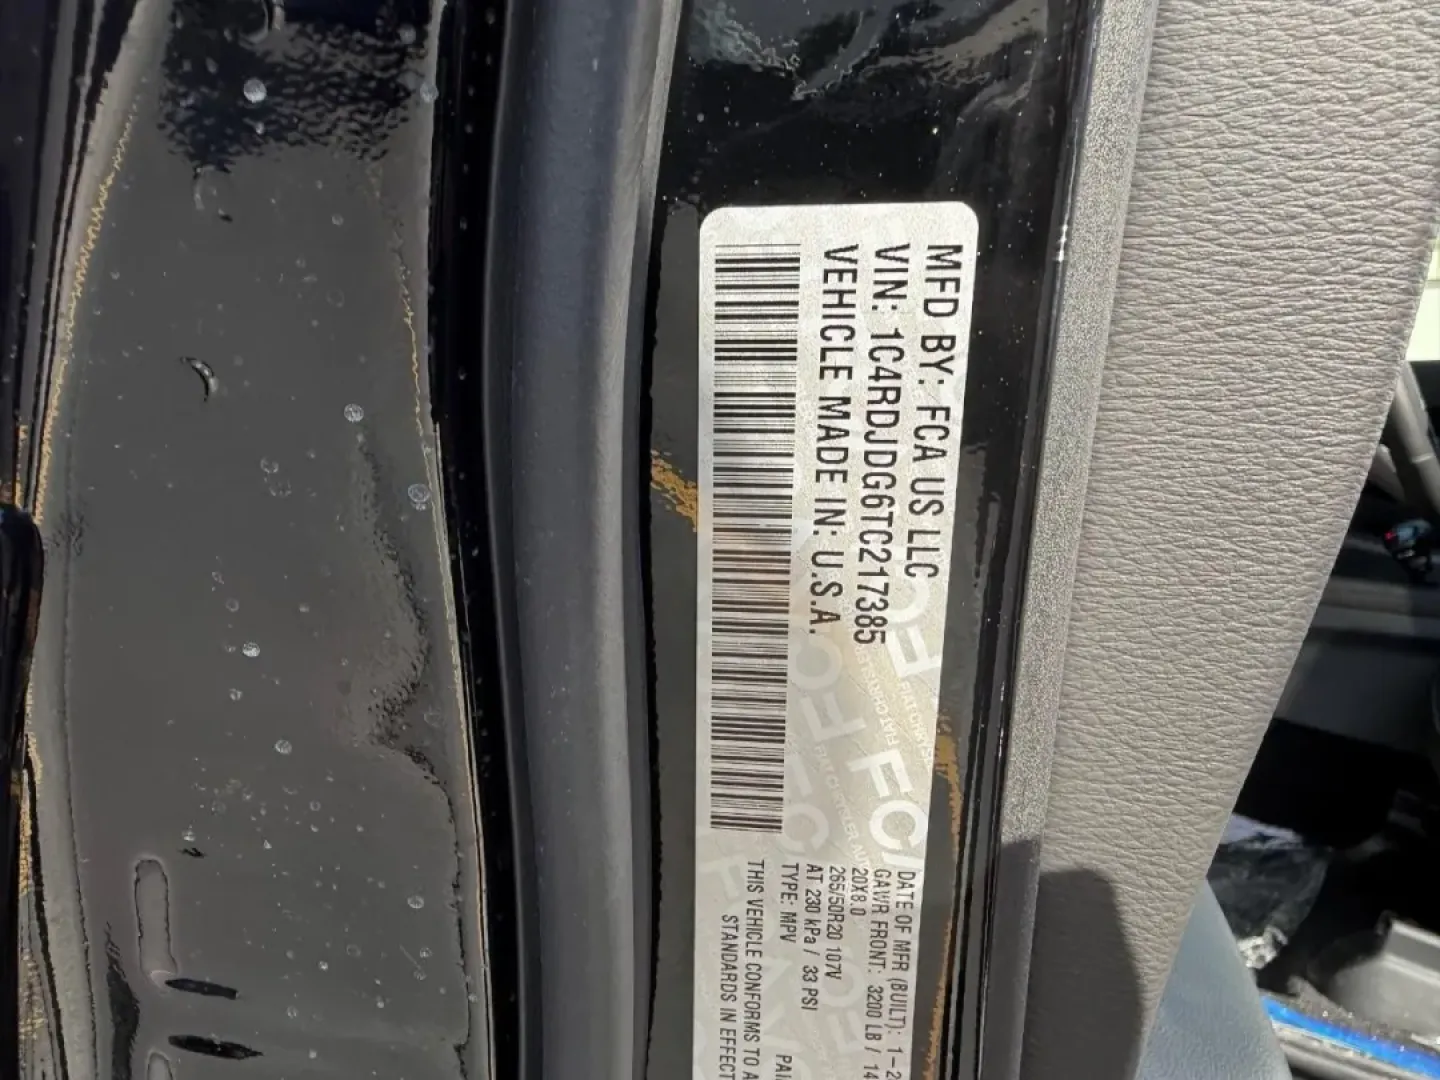 MFD BY: FCA US LLC
VIN: 1C4RDJDG6TC217385
VEHICLE MADE IN: U.S.A.
DATE OF MFR (BUILT): 1-2
GAWR FRONT: 3200 LB / 14
20X8.0
265/50R20 107V
AT 230 kPa / 33 PSI
TYPE: MPV PAI
THIS VEHICLE CONFORMS TO A
STANDARDS IN EFFECT